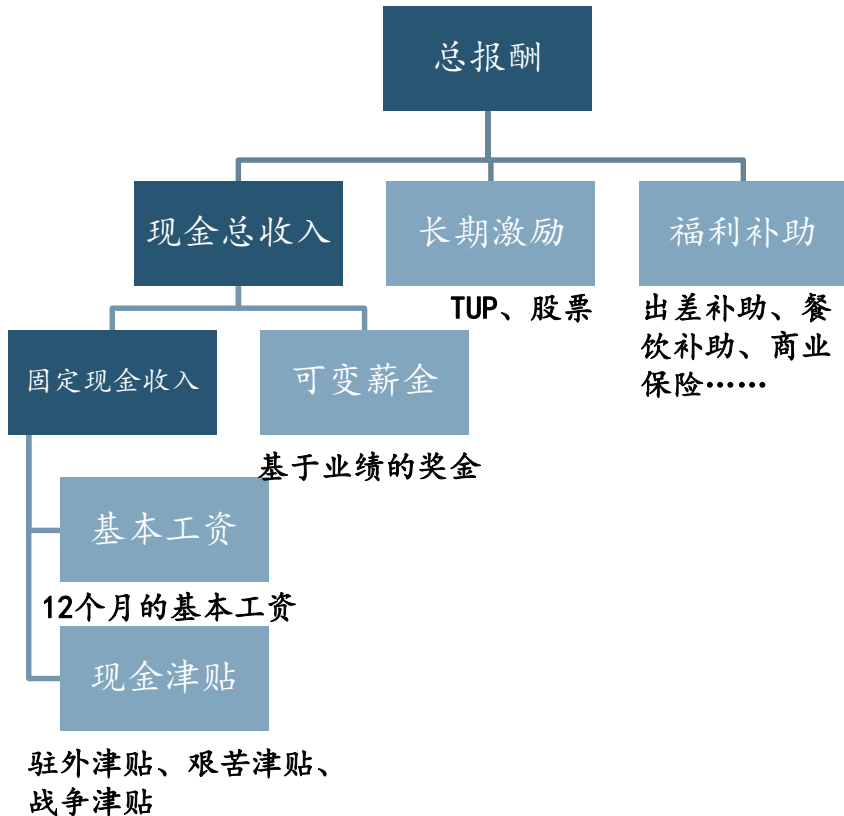 总报酬
现金总收入
长期激励
福利补助
TUP、股票
出差补助、餐
饮补助、商业
保险……
固定现金收入
可变薪金
基于业绩的奖金
基本工资
12个月的基本工资
现金津贴
驻外津贴、艰苦津贴、
战争津贴